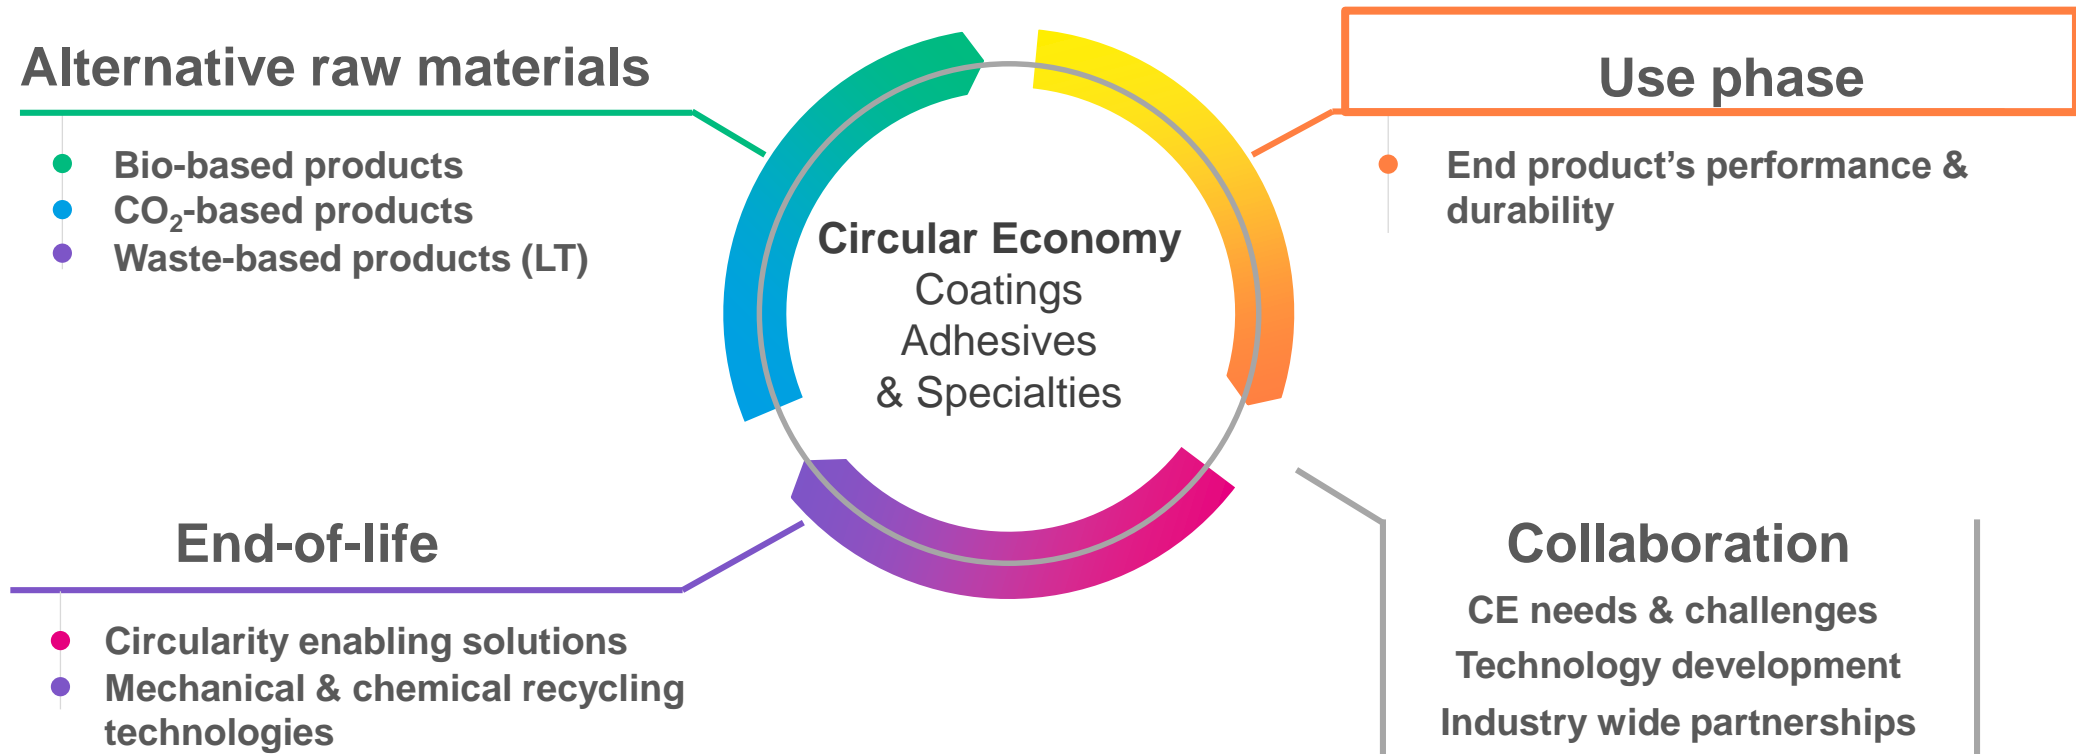 Alternative raw materials
Bio-based products
CO₂-based products
Waste-based products (LT)
Use phase
End product’s performance &
durability
Circular Economy
Coatings
Adhesives
& Specialties
End-of-life
Circularity enabling solutions
Mechanical & chemical recycling
technologies
Collaboration
CE needs & challenges
Technology development
Industry wide partnerships